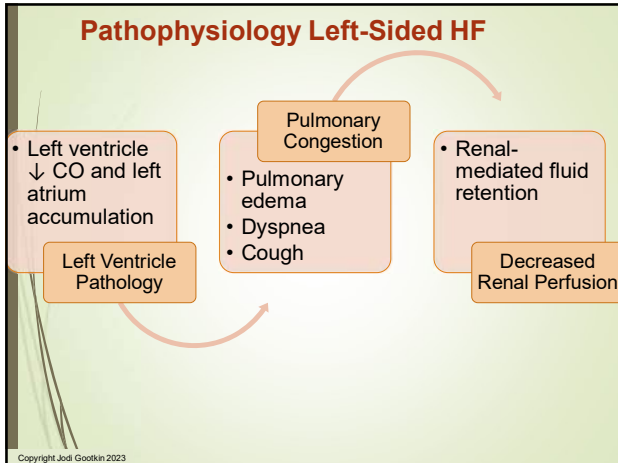 Pathophysiology Left-Sided HF
• Left ventricle
↓ CO and left
atrium
accumulation
Left Ventricle
Pathology
Pulmonary
Congestion
• Pulmonary
edema
• Dyspnea
• Cough
• Renal-
mediated fluid
retention
Decreased
Renal Perfusion
Copyright Jodi Gootkin 2023